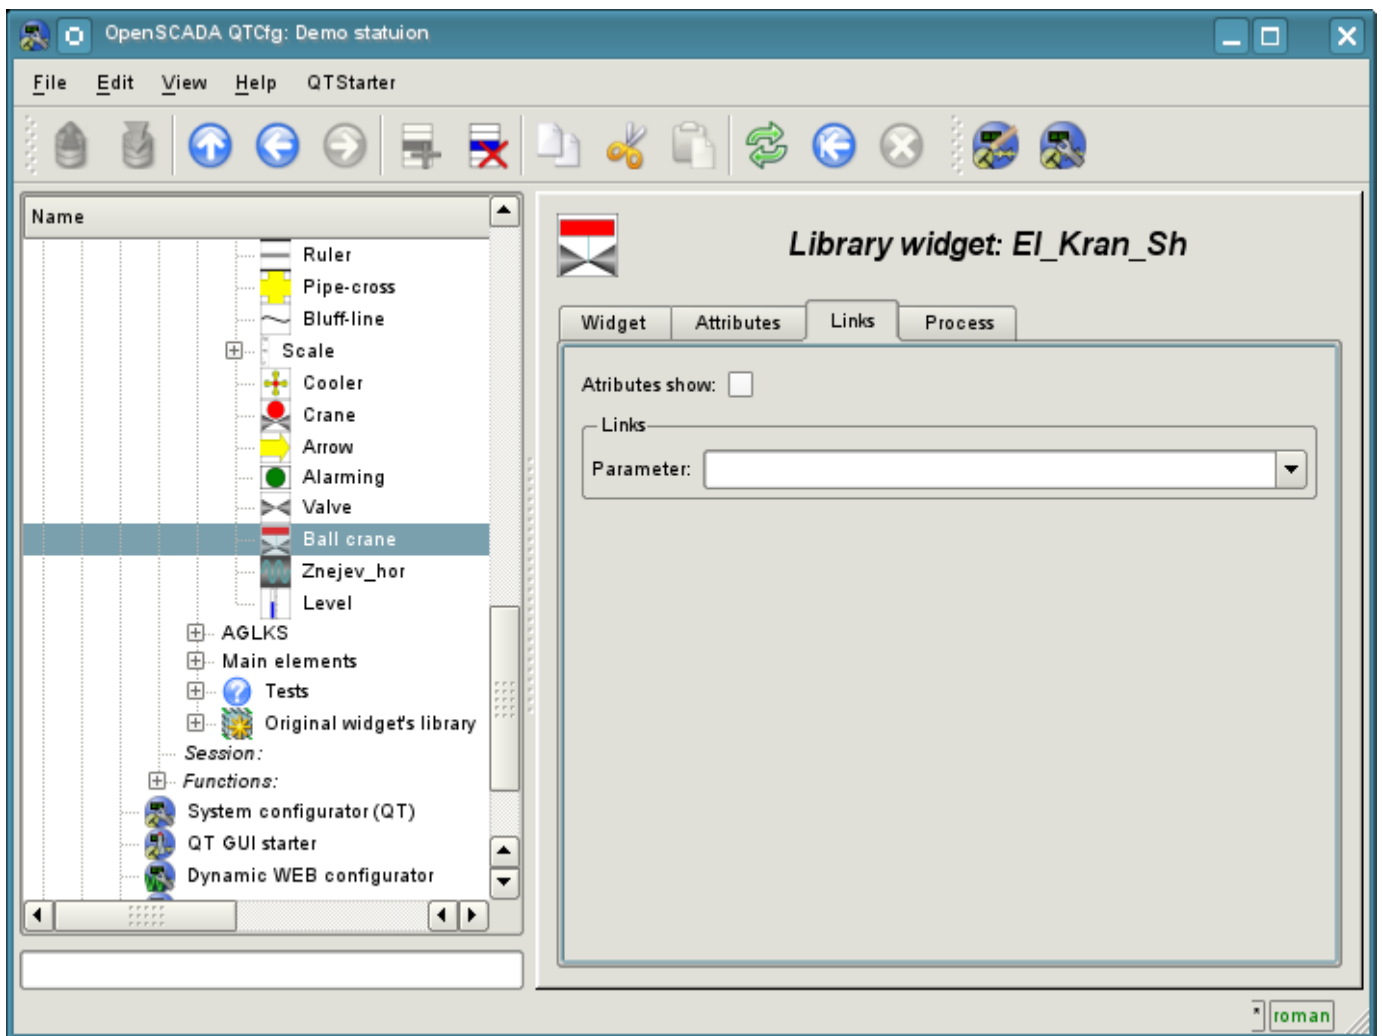 OpenSCADA QTCfg: Demo statuion
File Edit View Help QTStarter
Name
Ruler
Pipe-cross
Bluff-line
Scale
Cooler
Crane
Arrow
Alarming
Valve
Ball crane
Znejev_hor
Level
AGLKS
Main elements
Tests
Original widget's library
Session:
Functions:
System configurator (QT)
QT GUI starter
Dynamic WEB configurator
Library widget: El_Kran_Sh
Widget Attributes Links Process
Atributes show:
Links
Parameter:
* roman